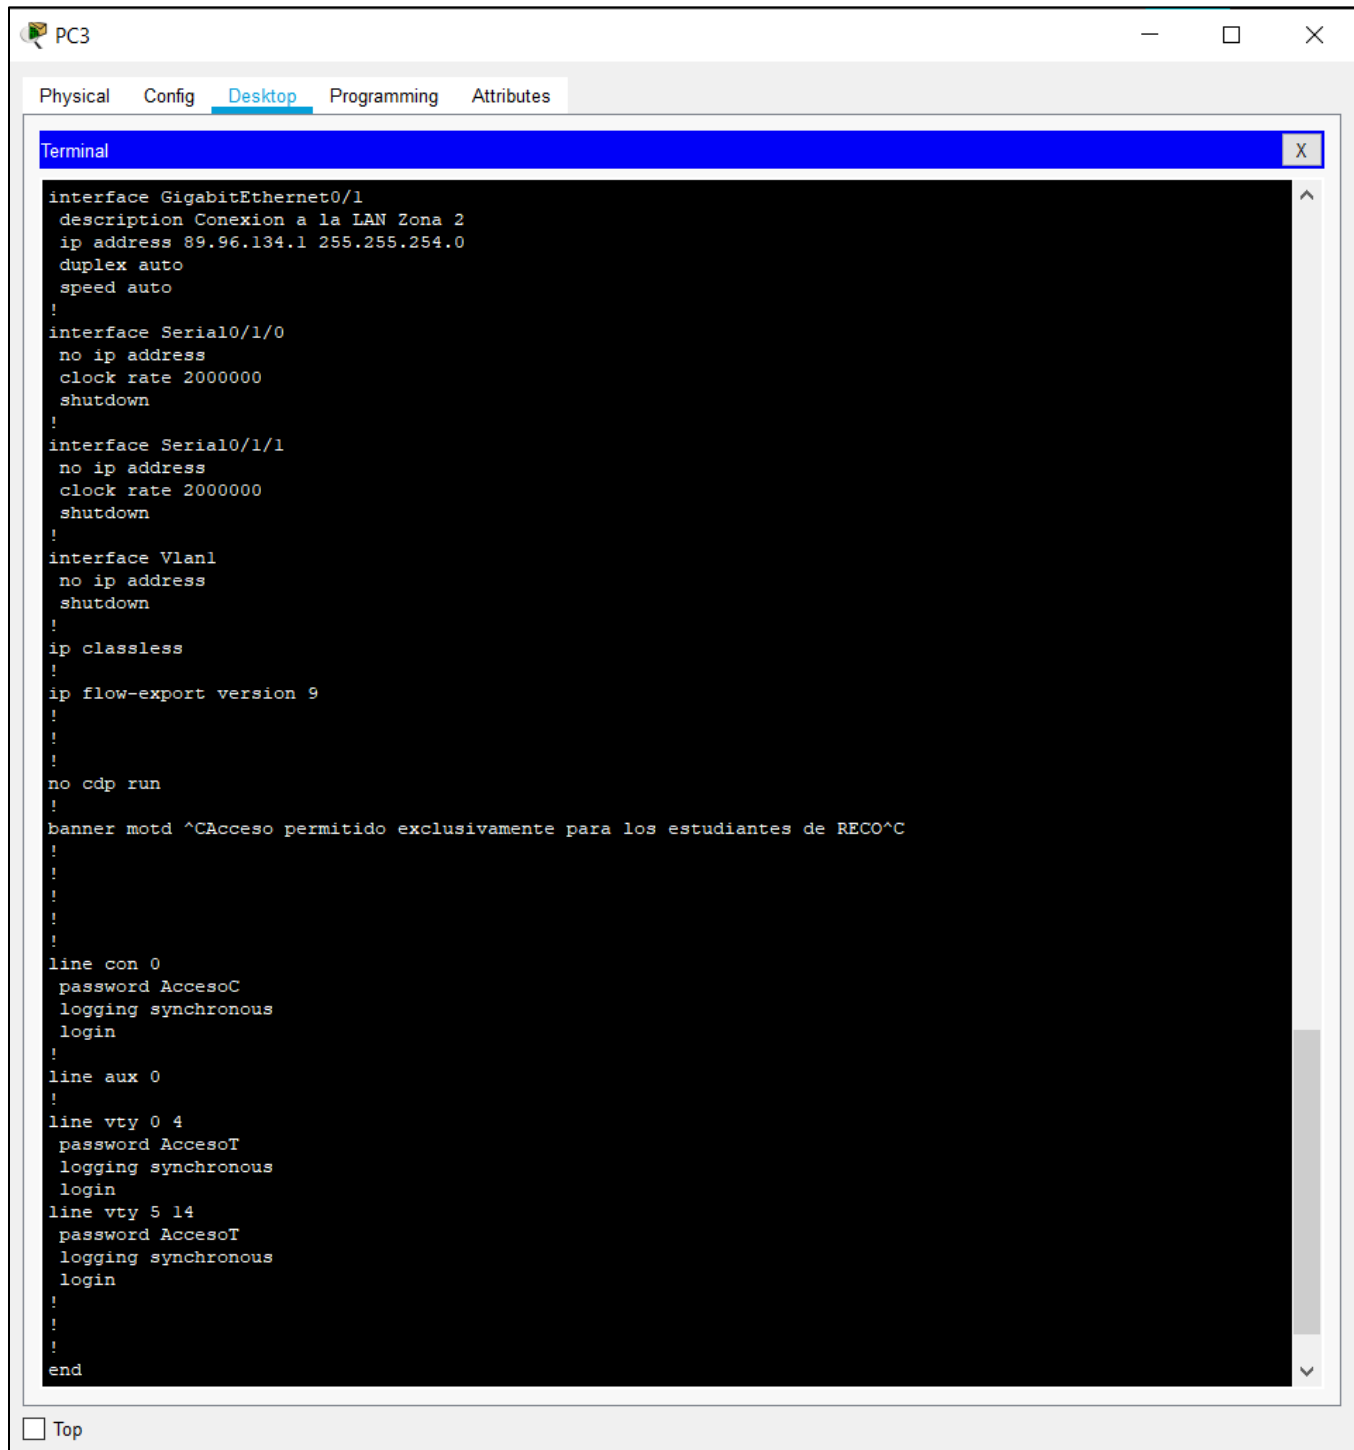 PC3
Physical Config Desktop Programming Attributes
Terminal X
interface GigabitEthernet0/1
 description Conexion a la LAN Zona 2
 ip address 89.96.134.1 255.255.254.0
 duplex auto
 speed auto
!
interface Serial0/1/0
 no ip address
 clock rate 2000000
 shutdown
!
interface Serial0/1/1
 no ip address
 clock rate 2000000
 shutdown
!
interface Vlan1
 no ip address
 shutdown
!
ip classless
!
ip flow-export version 9
!
!
!
no cdp run
!
banner motd ^CAcceso permitido exclusivamente para los estudiantes de RECO^C
!
!
!
!
!
line con 0
 password AccesoC
 logging synchronous
 login
!
line aux 0
!
line vty 0 4
 password AccesoT
 logging synchronous
 login
line vty 5 14
 password AccesoT
 logging synchronous
 login
!
!
!
end
Top